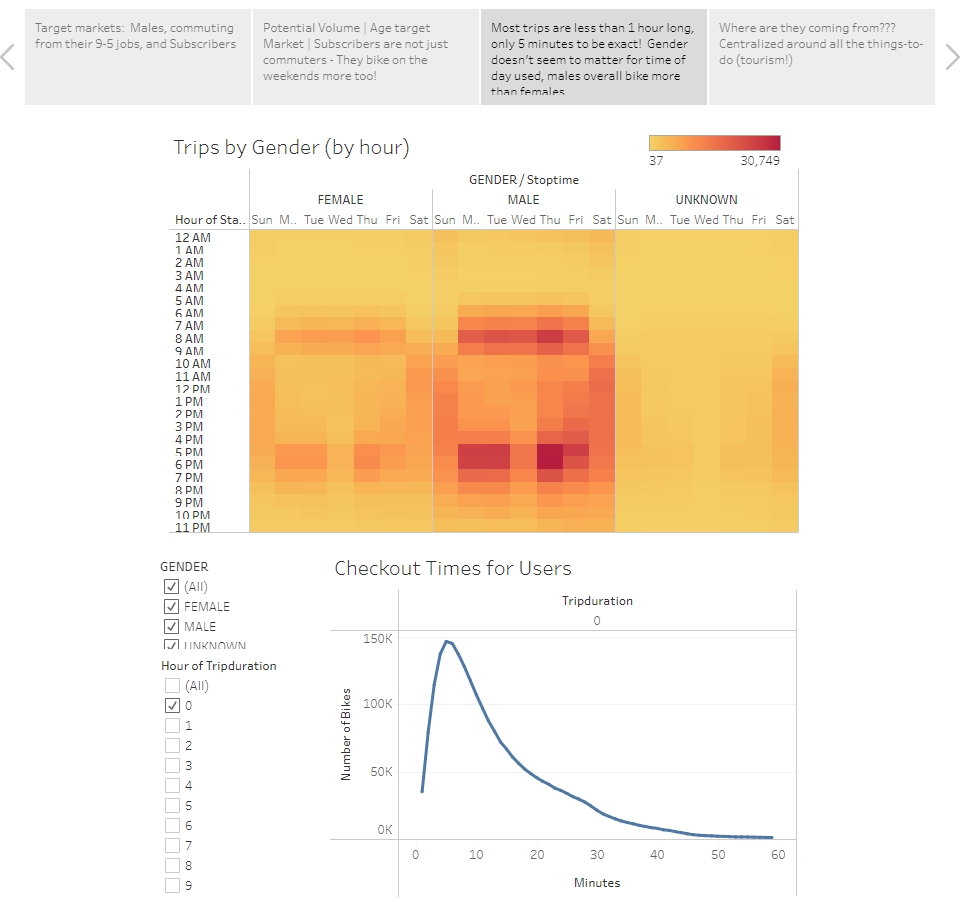 Target markets:  Males, commuting
from their 9-5 jobs, and Subscribers
Potential Volume | Age target
Market | Subscribers are not just
commuters - They bike on the
weekends more too!
Most trips are less than 1 hour long,
only 5 minutes to be exact!  Gender
doesn't seem to matter for time of
day used, males overall bike more
than females
Where are they coming from???
Centralized around all the things-to-
do (tourism!)
Trips by Gender (by hour)
37 30,749
GENDER / Stoptime
FEMALE MALE UNKNOWN
Hour of Sta.. Sun M.. Tue Wed Thu Fri Sat Sun M.. Tue Wed Thu Fri Sat Sun M.. Tue Wed Thu Fri Sat
12 AM
1 AM
2 AM
3 AM
4 AM
5 AM
6 AM
7 AM
8 AM
9 AM
10 AM
11 AM
12 PM
1 PM
2 PM
3 PM
4 PM
5 PM
6 PM
7 PM
8 PM
9 PM
10 PM
11 PM
GENDER
(All)
FEMALE
MALE
UNKNOWN
Hour of Tripduration
(All)
0
1
2
3
4
5
6
7
8
9
Checkout Times for Users
Tripduration
0
150K
100K
50K
0K
Number of Bikes
0 10 20 30 40 50 60
Minutes